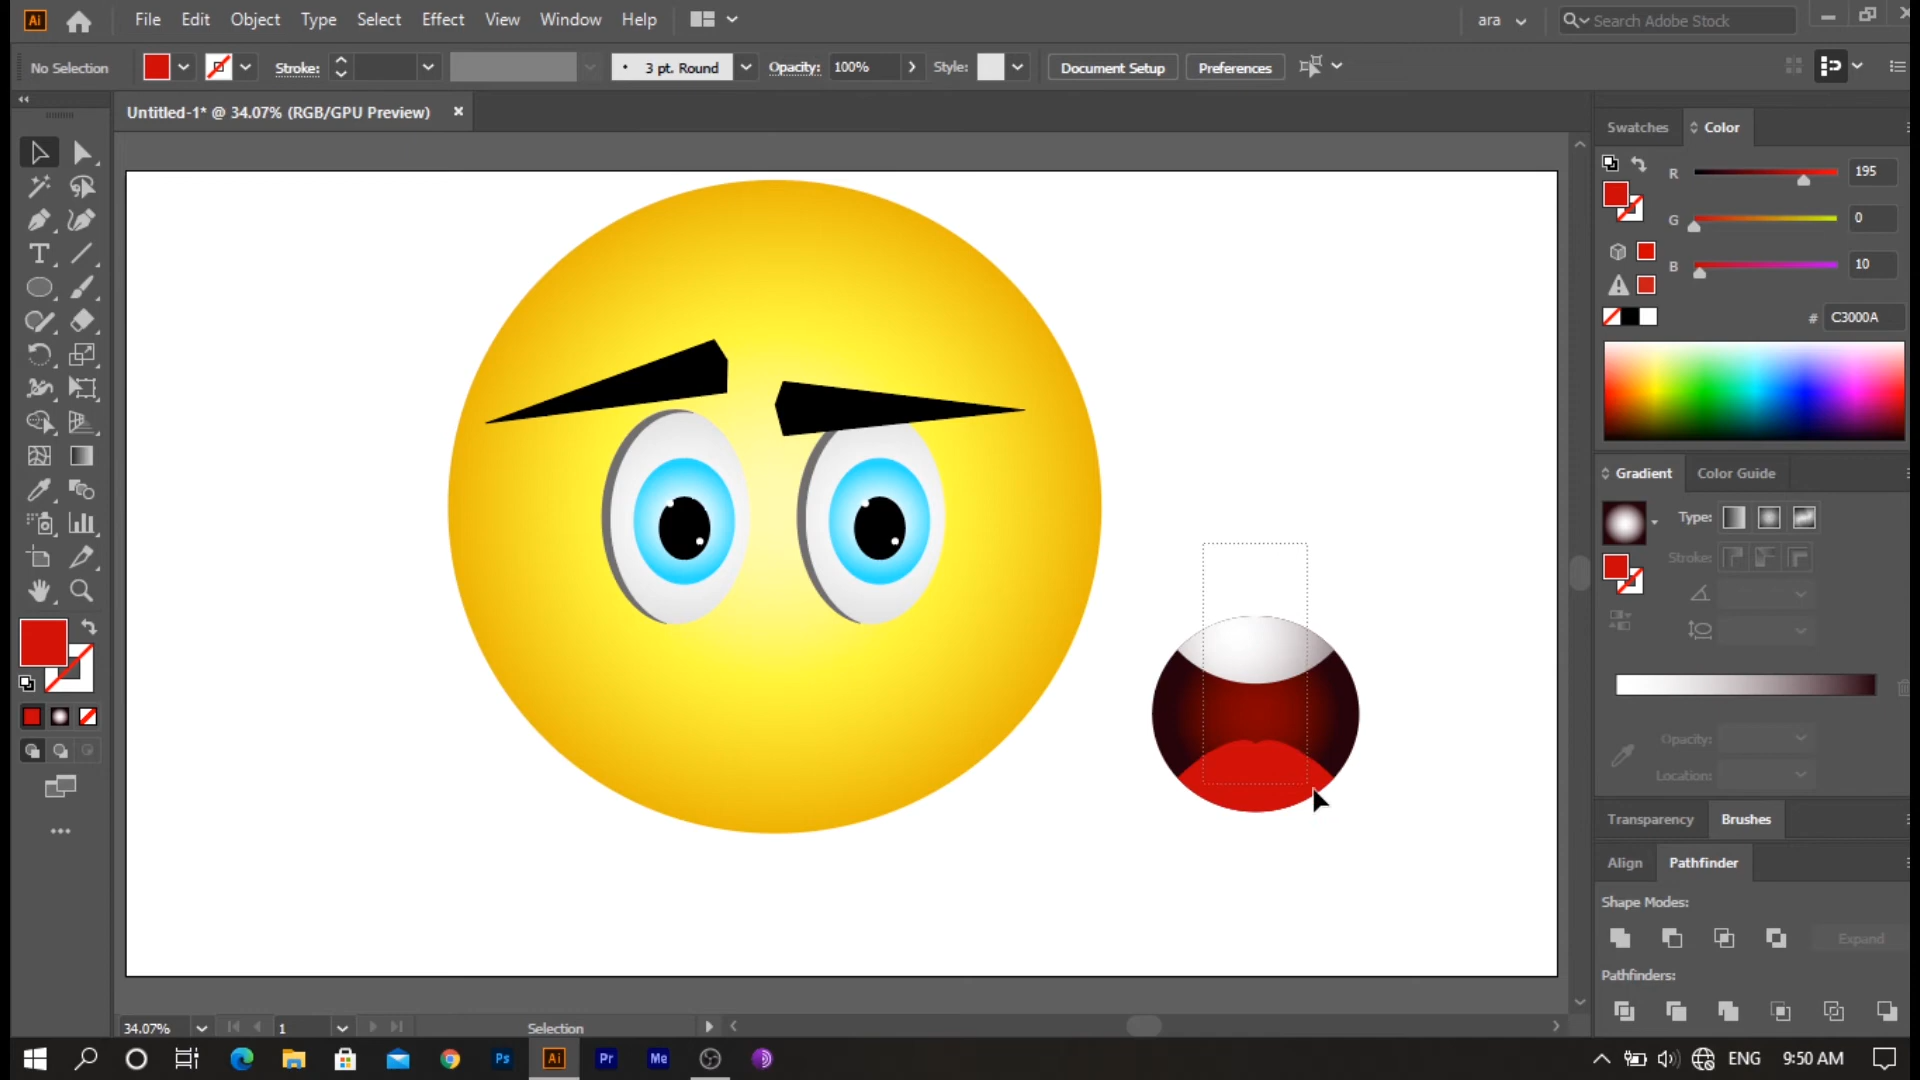 Ai File Edit Object Type Select Effect View Window Help ara Search Adobe Stock
No Selection Stroke: 3 pt. Round Opacity: 100% Style: Document Setup Preferences
Untitled-1* @ 34.07% (RGB/GPU Preview) ×
Swatches Color
R 195
G 0
B 10
# C3000A
Gradient Color Guide
Type:
Stroke:
Opacity:
Location:
Transparency Brushes
Align Pathfinder
Shape Modes:
Expand
Pathfinders:
34.07% 1 Selection
Ps Ai Pr Me ENG 9:50 AM